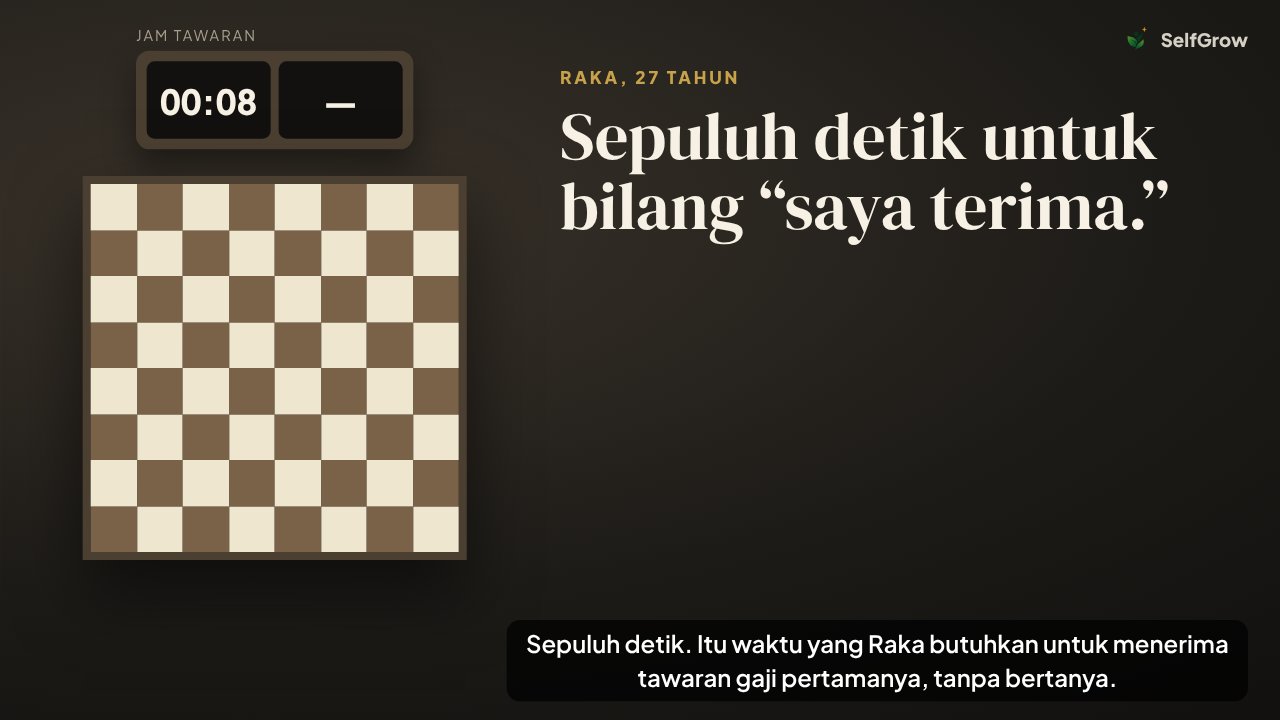 JAM TAWARAN
00:08
—
SelfGrow
RAKA, 27 TAHUN
Sepuluh detik untuk
bilang “saya terima.”
Sepuluh detik. Itu waktu yang Raka butuhkan untuk menerima
tawaran gaji pertamanya, tanpa bertanya.